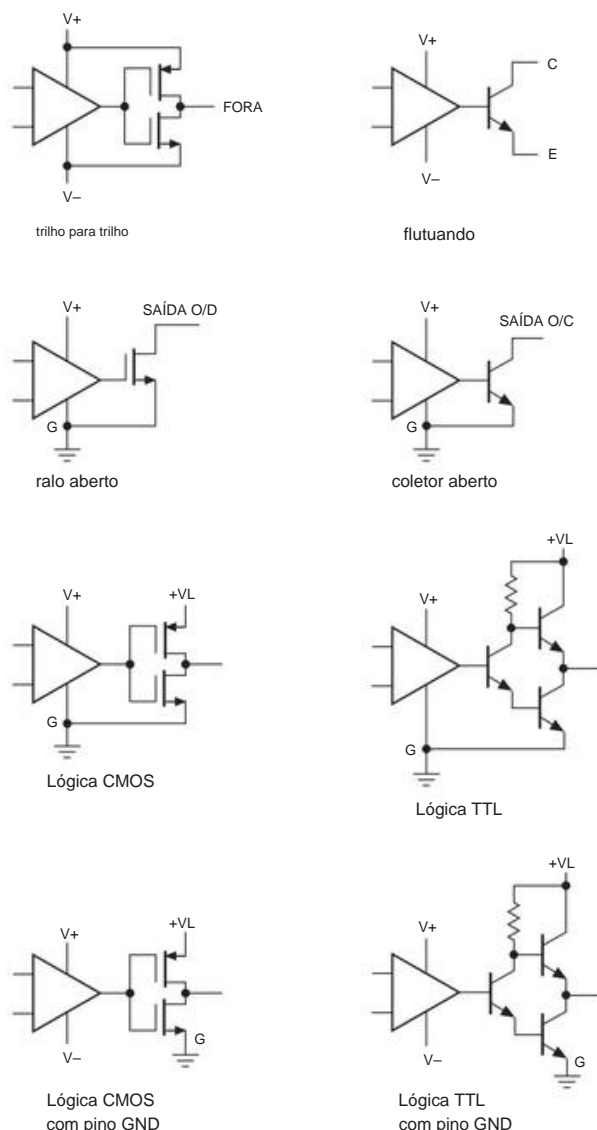 V+
FORA
V–
trilho para trilho
V+
C
E
V–
flutuando
V+
SAÍDA O/D
G
ralo aberto
V+
SAÍDA O/C
G
coletor aberto
+VL
V+
G
Lógica CMOS
+VL
V+
G
Lógica TTL
+VL
V+
G
V–
Lógica CMOS
com pino GND
+VL
V+
V–
G
Lógica TTL
com pino GND